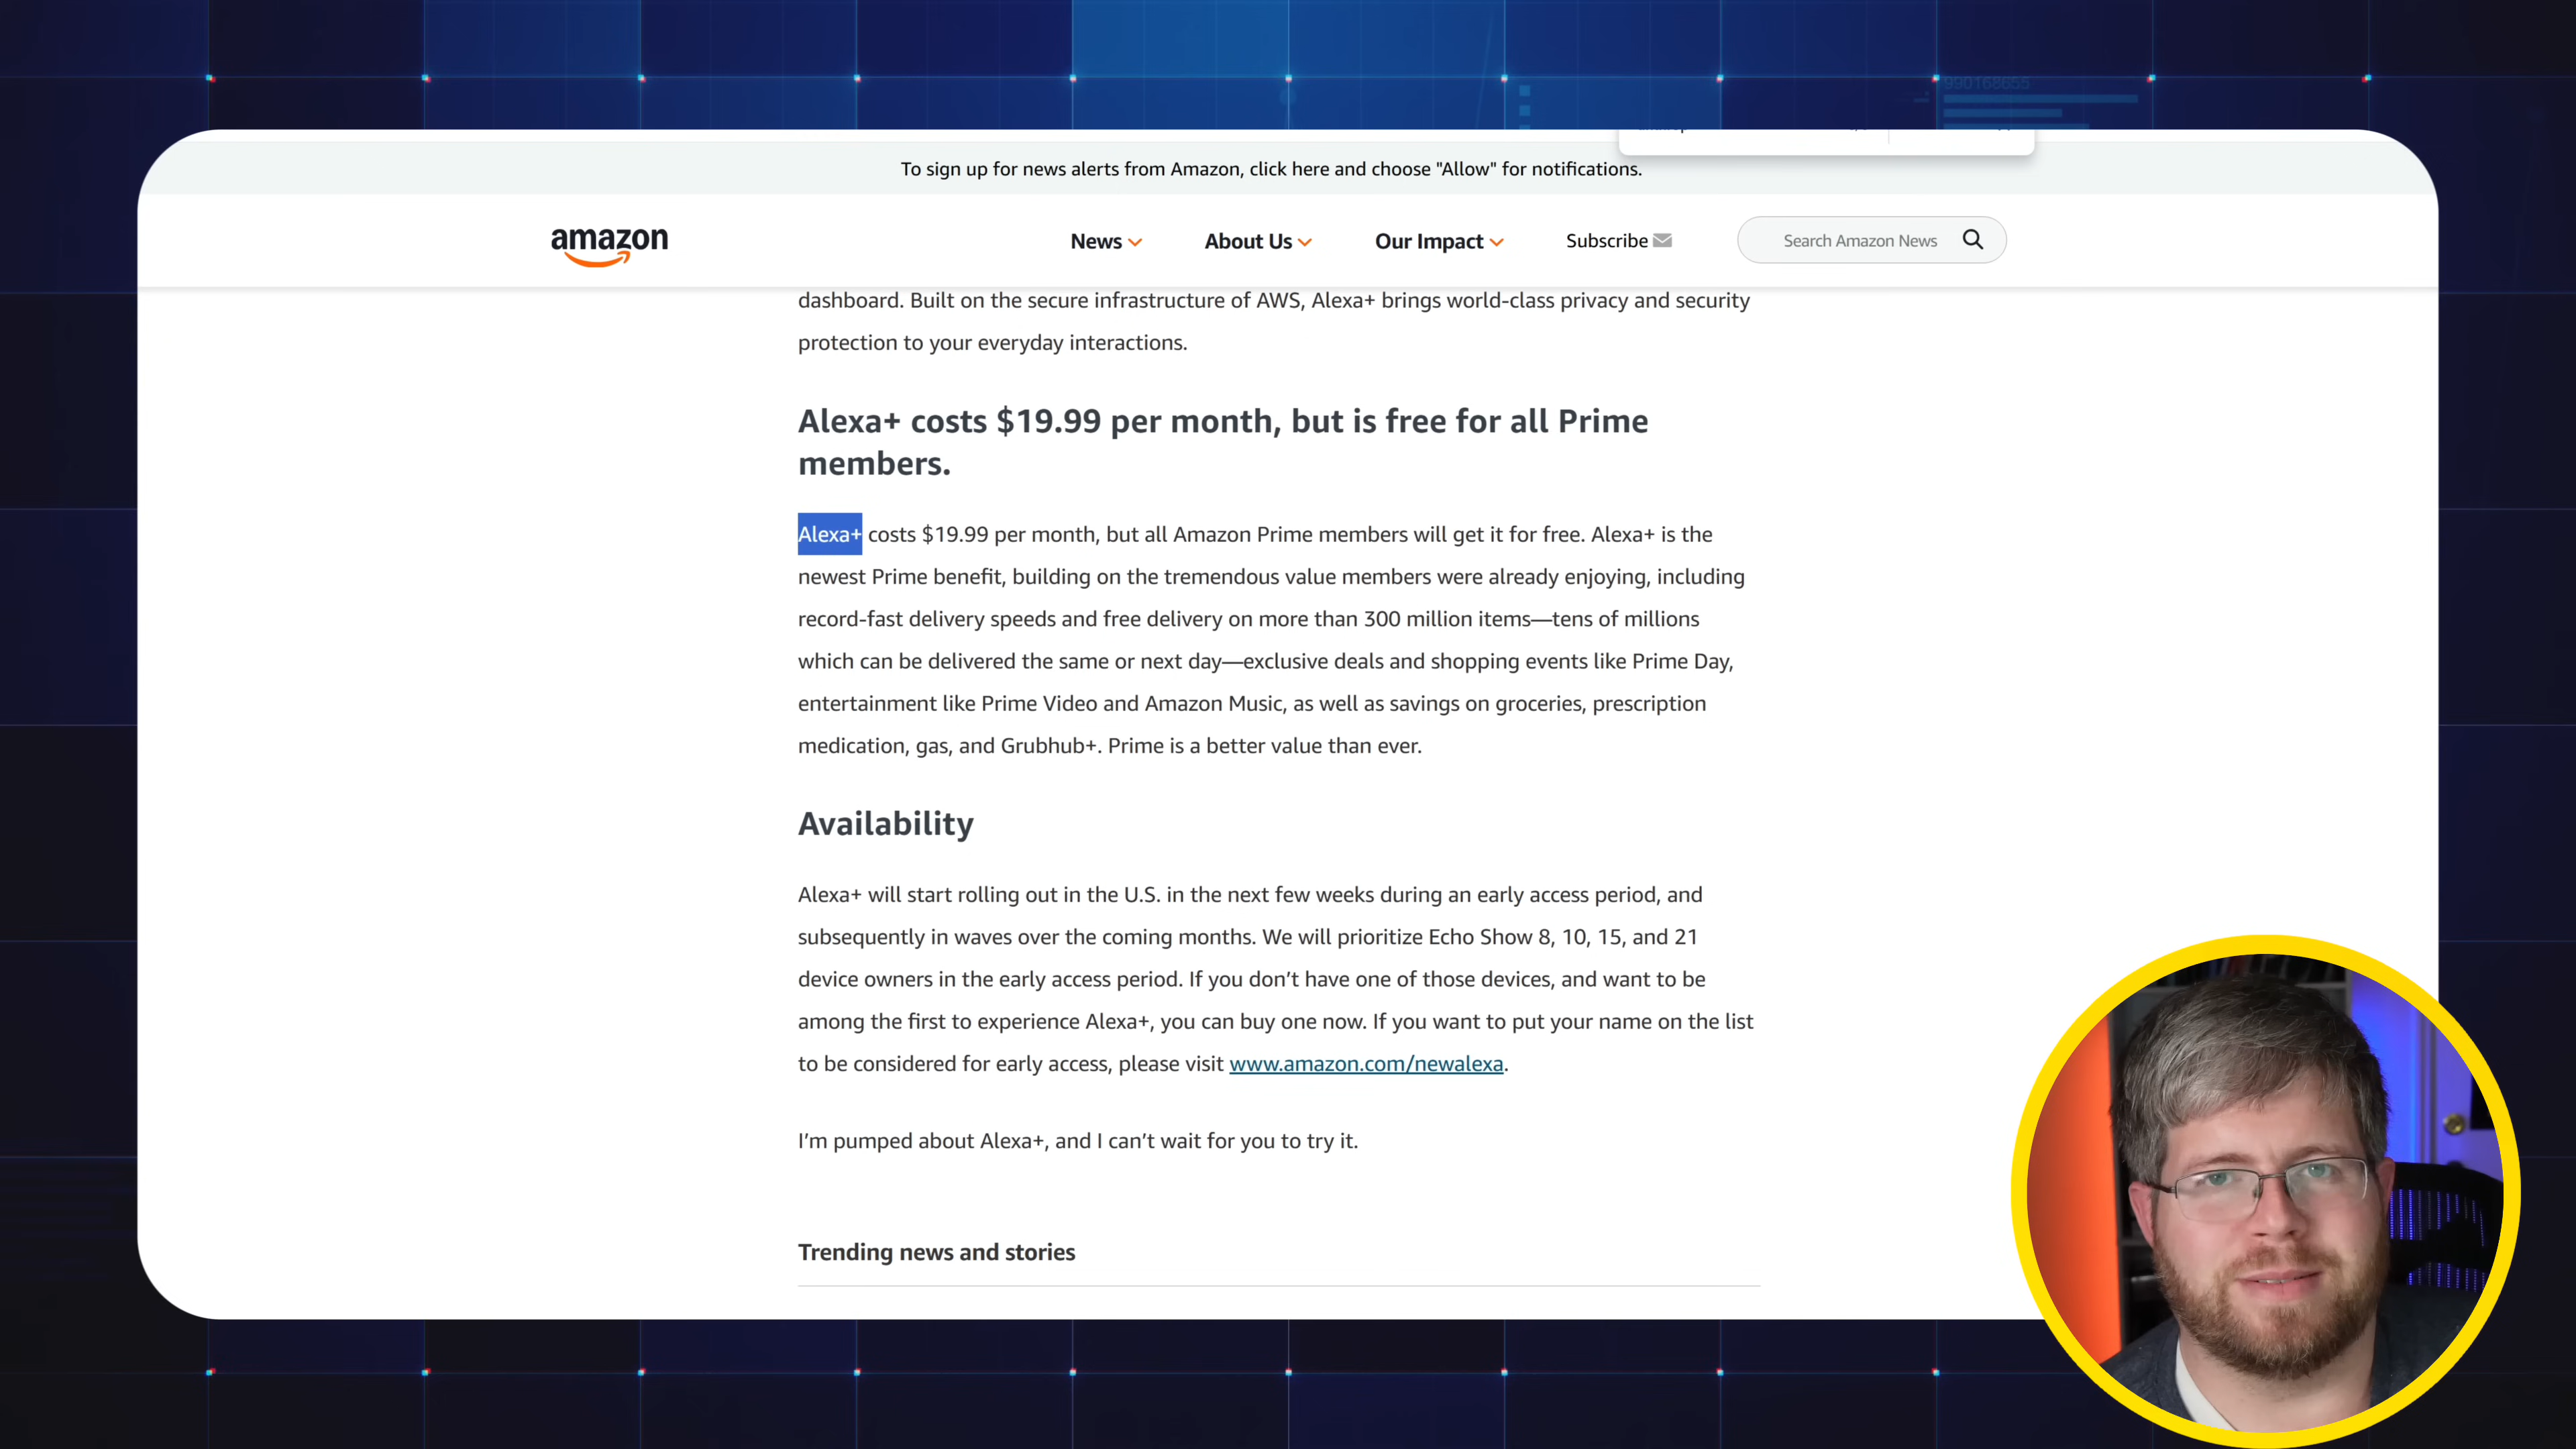 990168655
To sign up for news alerts from Amazon, click here and choose "Allow" for notifications.
amazon
News
About Us
Our Impact
Subscribe
Search Amazon News
dashboard. Built on the secure infrastructure of AWS, Alexa+ brings world-class privacy and security
protection to your everyday interactions.
Alexa+ costs $19.99 per month, but is free for all Prime
members.
Alexa+ costs $19.99 per month, but all Amazon Prime members will get it for free. Alexa+ is the
newest Prime benefit, building on the tremendous value members were already enjoying, including
record-fast delivery speeds and free delivery on more than 300 million items—tens of millions
which can be delivered the same or next day—exclusive deals and shopping events like Prime Day,
entertainment like Prime Video and Amazon Music, as well as savings on groceries, prescription
medication, gas, and Grubhub+. Prime is a better value than ever.
Availability
Alexa+ will start rolling out in the U.S. in the next few weeks during an early access period, and
subsequently in waves over the coming months. We will prioritize Echo Show 8, 10, 15, and 21
device owners in the early access period. If you don’t have one of those devices, and want to be
among the first to experience Alexa+, you can buy one now. If you want to put your name on the list
to be considered for early access, please visit www.amazon.com/newalexa.
I’m pumped about Alexa+, and I can’t wait for you to try it.
Trending news and stories